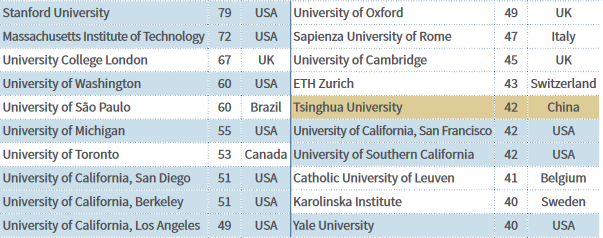 Stanford University 79 USA
Massachusetts Institute of Technology 72 USA
University College London 67 UK
University of Washington 60 USA
University of São Paulo 60 Brazil
University of Michigan 55 USA
University of Toronto 53 Canada
University of California, San Diego 51 USA
University of California, Berkeley 51 USA
University of California, Los Angeles 49 USA
University of Oxford 49 UK
Sapienza University of Rome 47 Italy
University of Cambridge 45 UK
ETH Zurich 43 Switzerland
Tsinghua University 42 China
University of California, San Francisco 42 USA
University of Southern California 42 USA
Catholic University of Leuven 41 Belgium
Karolinska Institute 40 Sweden
Yale University 40 USA